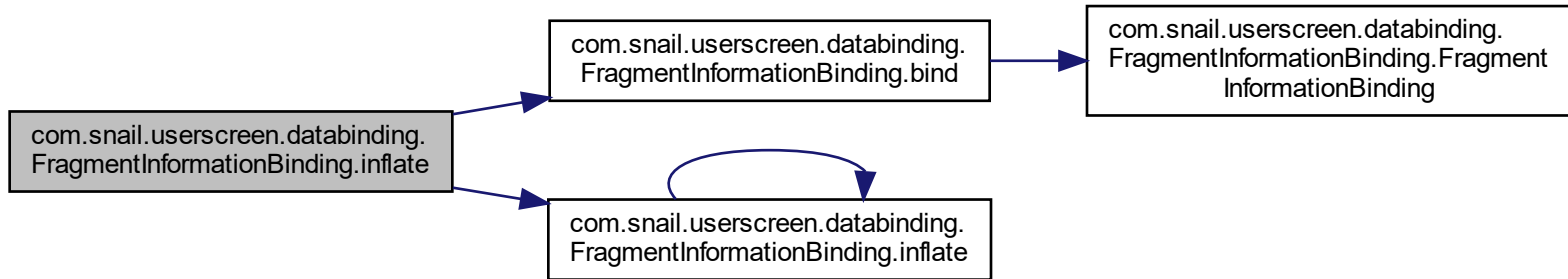 com.snail.userscreen.databinding.
FragmentInformationBinding.inflate
com.snail.userscreen.databinding.
FragmentInformationBinding.bind
com.snail.userscreen.databinding.
FragmentInformationBinding.Fragment
InformationBinding
com.snail.userscreen.databinding.
FragmentInformationBinding.inflate